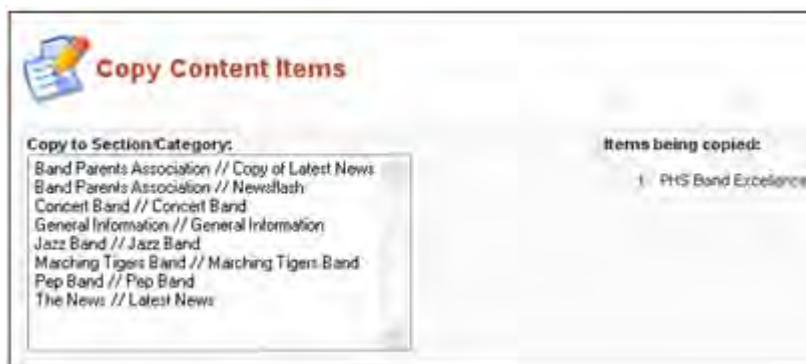 Copy Content Items
Copy to Section/Category:
Band Parents Association // Copy of Latest News
Band Parents Association // Newsflash
Concert Band // Concert Band
General Information // General Information
Jazz Band // Jazz Band
Marching Tigers Band // Marching Tigers Band
Pep Band // Pep Band
The News // Latest News
Items being copied:
1. PHS Band Excellence